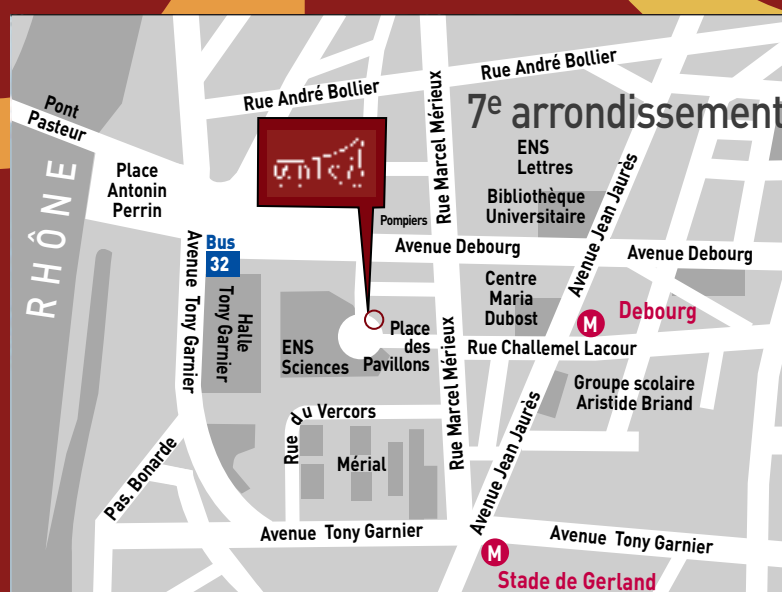 Rue André Bollier
Rue André Bollier
7e arrondissement
Pont
Pasteur
RHÔNE
Place
Antonin
Perrin
Rue Marcel Mérieux
ENS
Lettres
Bibliothèque
Universitaire
Avenue Jean Jaurès
Pompiers
Avenue Debourg
Avenue Debourg
Bus
32
Avenue Tony Garnier
Halle
Tony Garnier
Centre
Maria
Dubost
M
Debourg
ENS
Sciences
Place
des
Pavillons
Rue Challemel Lacour
Rue Marcel Mérieux
Groupe scolaire
Aristide Briand
Rue du Vercors
Mérial
Pas. Bonarde
Avenue Jean Jaurès
Avenue Tony Garnier
Avenue Tony Garnier
M
Stade de Gerland